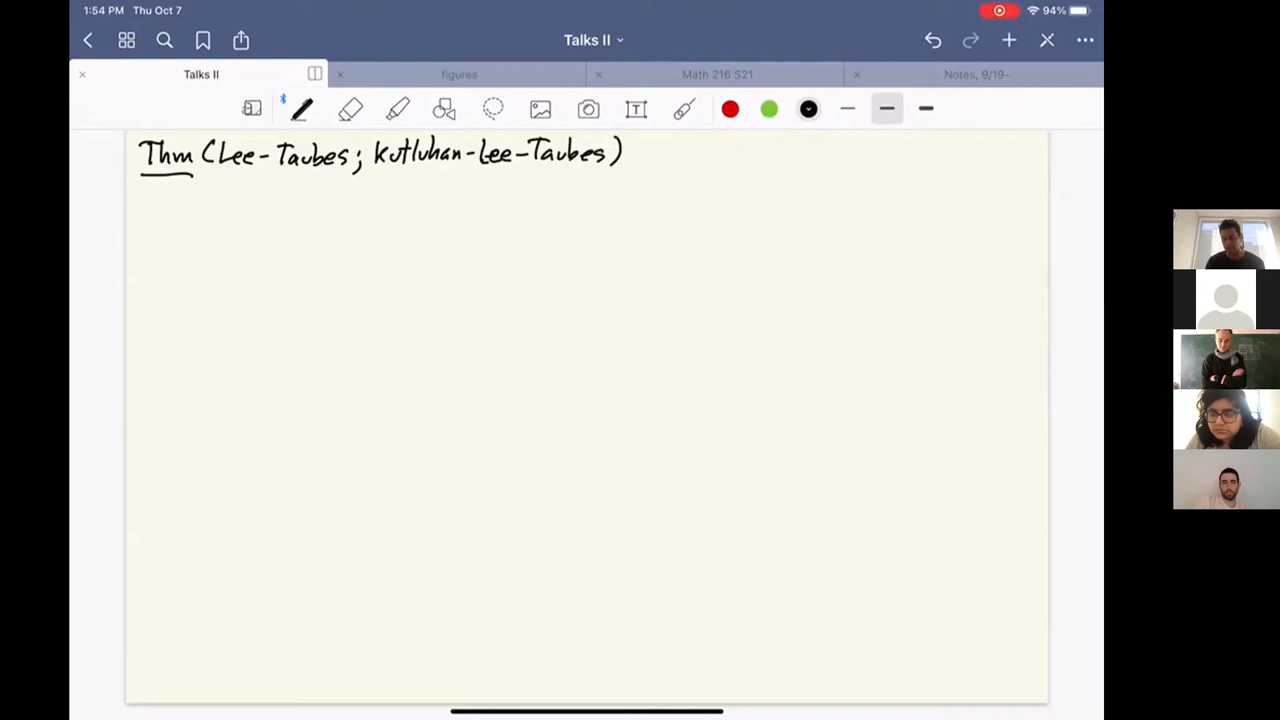 1:54 PM Thu Oct 7
94%
Talks II
Talks II
figures
Math 216 S21
Notes, 9/19-
T
Thm (Lee-Taubes; Kutluhan-Lee-Taubes)